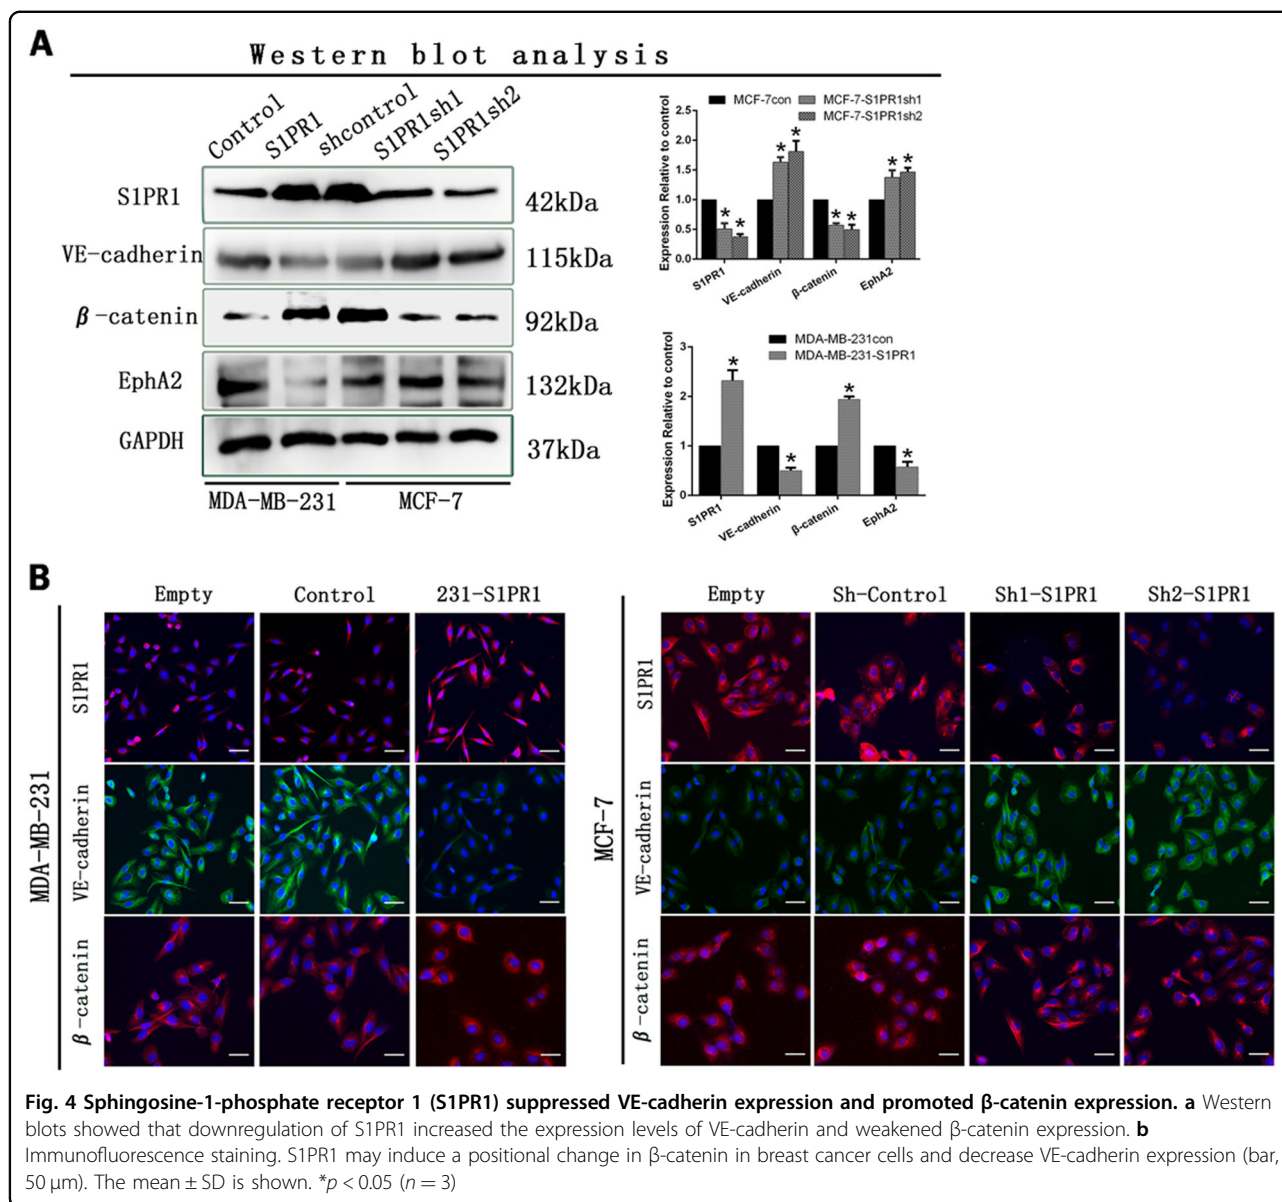 A
Western blot analysis
Control
S1PR1
shcontrol
S1PR1sh1
S1PR1sh2
S1PR1
42kDa
VE-cadherin
115kDa
β-catenin
92kDa
EphA2
132kDa
GAPDH
37kDa
MDA-MB-231
MCF-7
MCF-7con
MCF-7-S1PR1sh1
MCF-7-S1PR1sh2
Expression Relative to control
2.5
2.0
1.5
1.0
0.5
0.0
* * * * * * * *
S1PR1
VE-cadherin
β-catenin
EphA2
MDA-MB-231con
MDA-MB-231-S1PR1
Expression Relative to control
3
2
1
0
* * * *
S1PR1
VE-cadherin
β-catenin
EphA2
B
Empty
Control
231-S1PR1
MDA-MB-231
S1PR1
VE-cadherin
β-catenin
Empty
Sh-Control
Sh1-S1PR1
Sh2-S1PR1
MCF-7
S1PR1
VE-cadherin
β-catenin
Fig. 4 Sphingosine-1-phosphate receptor 1 (S1PR1) suppressed VE-cadherin expression and promoted β-catenin expression. a Western
blots showed that downregulation of S1PR1 increased the expression levels of VE-cadherin and weakened β-catenin expression. b
Immunofluorescence staining. S1PR1 may induce a positional change in β-catenin in breast cancer cells and decrease VE-cadherin expression (bar,
50 μm). The mean ± SD is shown. *p < 0.05 (n = 3)